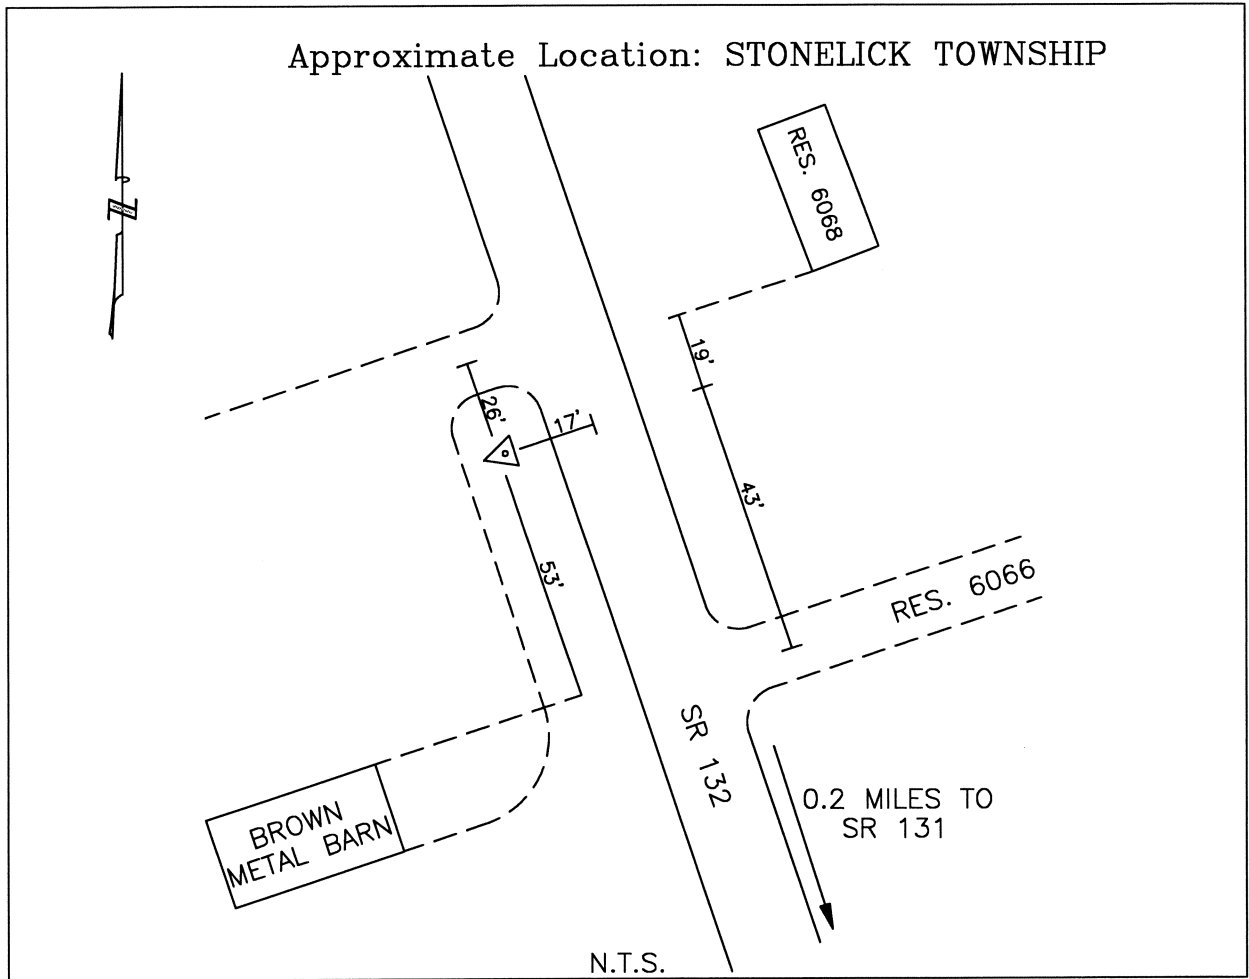 Approximate Location: STONELICK TOWNSHIP
N
RES. 6068
19'
26'
17'
43'
53'
RES. 6066
SR 132
0.2 MILES TO
SR 131
BROWN
METAL BARN
N.T.S.